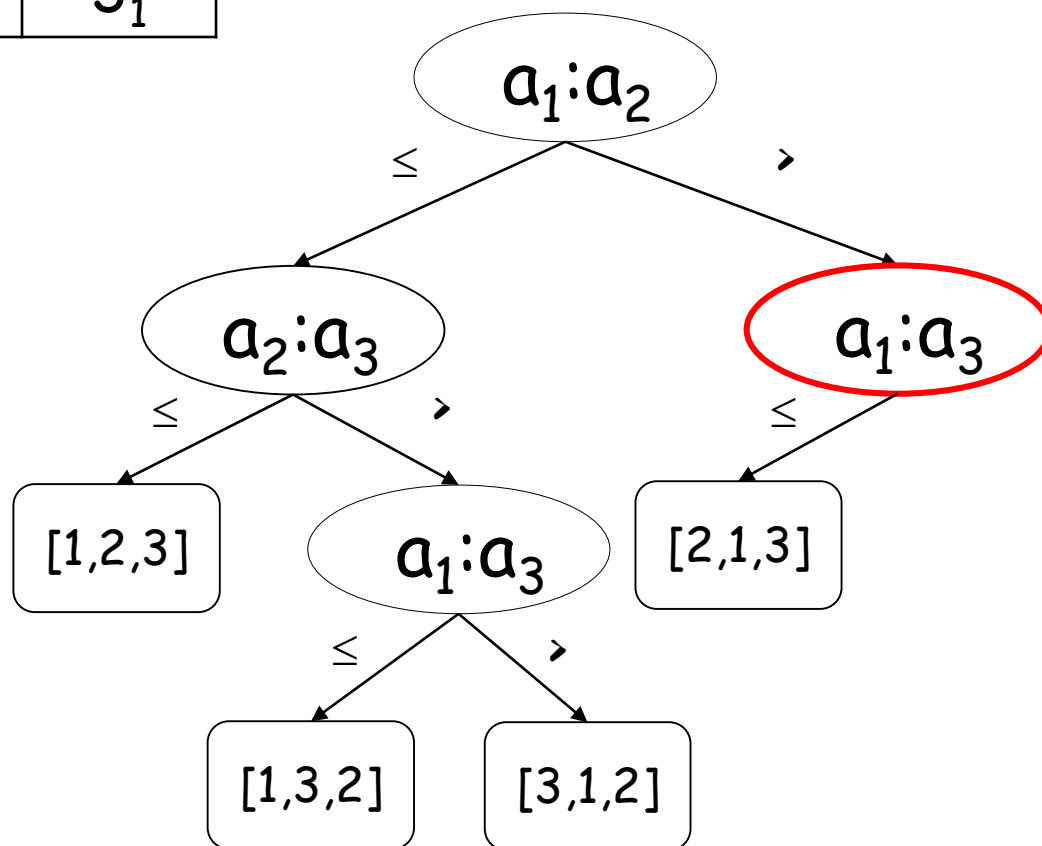 a₁:a₂
≤ >
a₂:a₃ a₁:a₃
≤ > ≤
[1,2,3] a₁:a₃ [2,1,3]
≤ >
[1,3,2] [3,1,2]